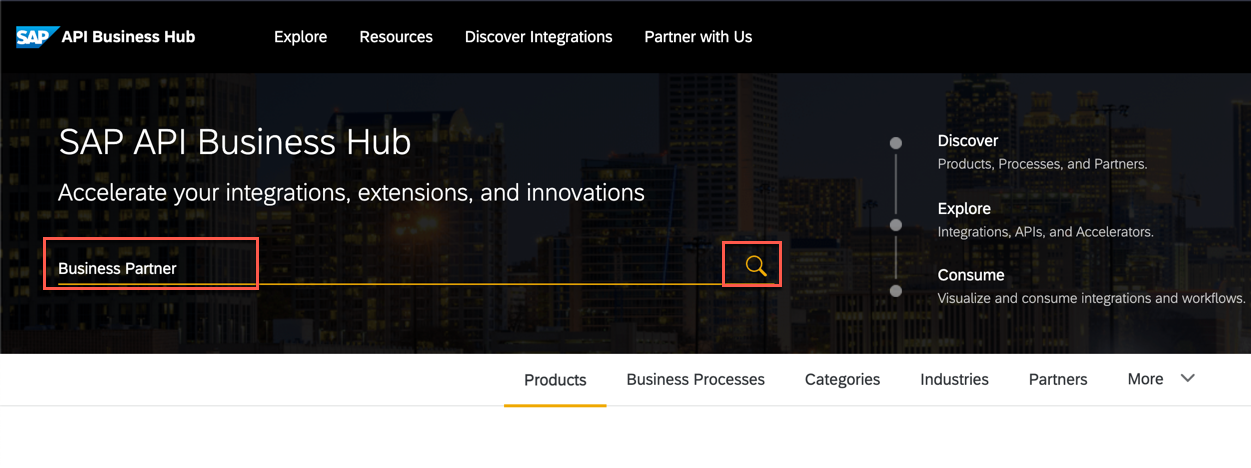 SAP API Business Hub
Explore
Resources
Discover Integrations
Partner with Us
SAP API Business Hub
Accelerate your integrations, extensions, and innovations
Business Partner
Discover
Products, Processes, and Partners.
Explore
Integrations, APIs, and Accelerators.
Consume
Visualize and consume integrations and workflows.
Products
Business Processes
Categories
Industries
Partners
More